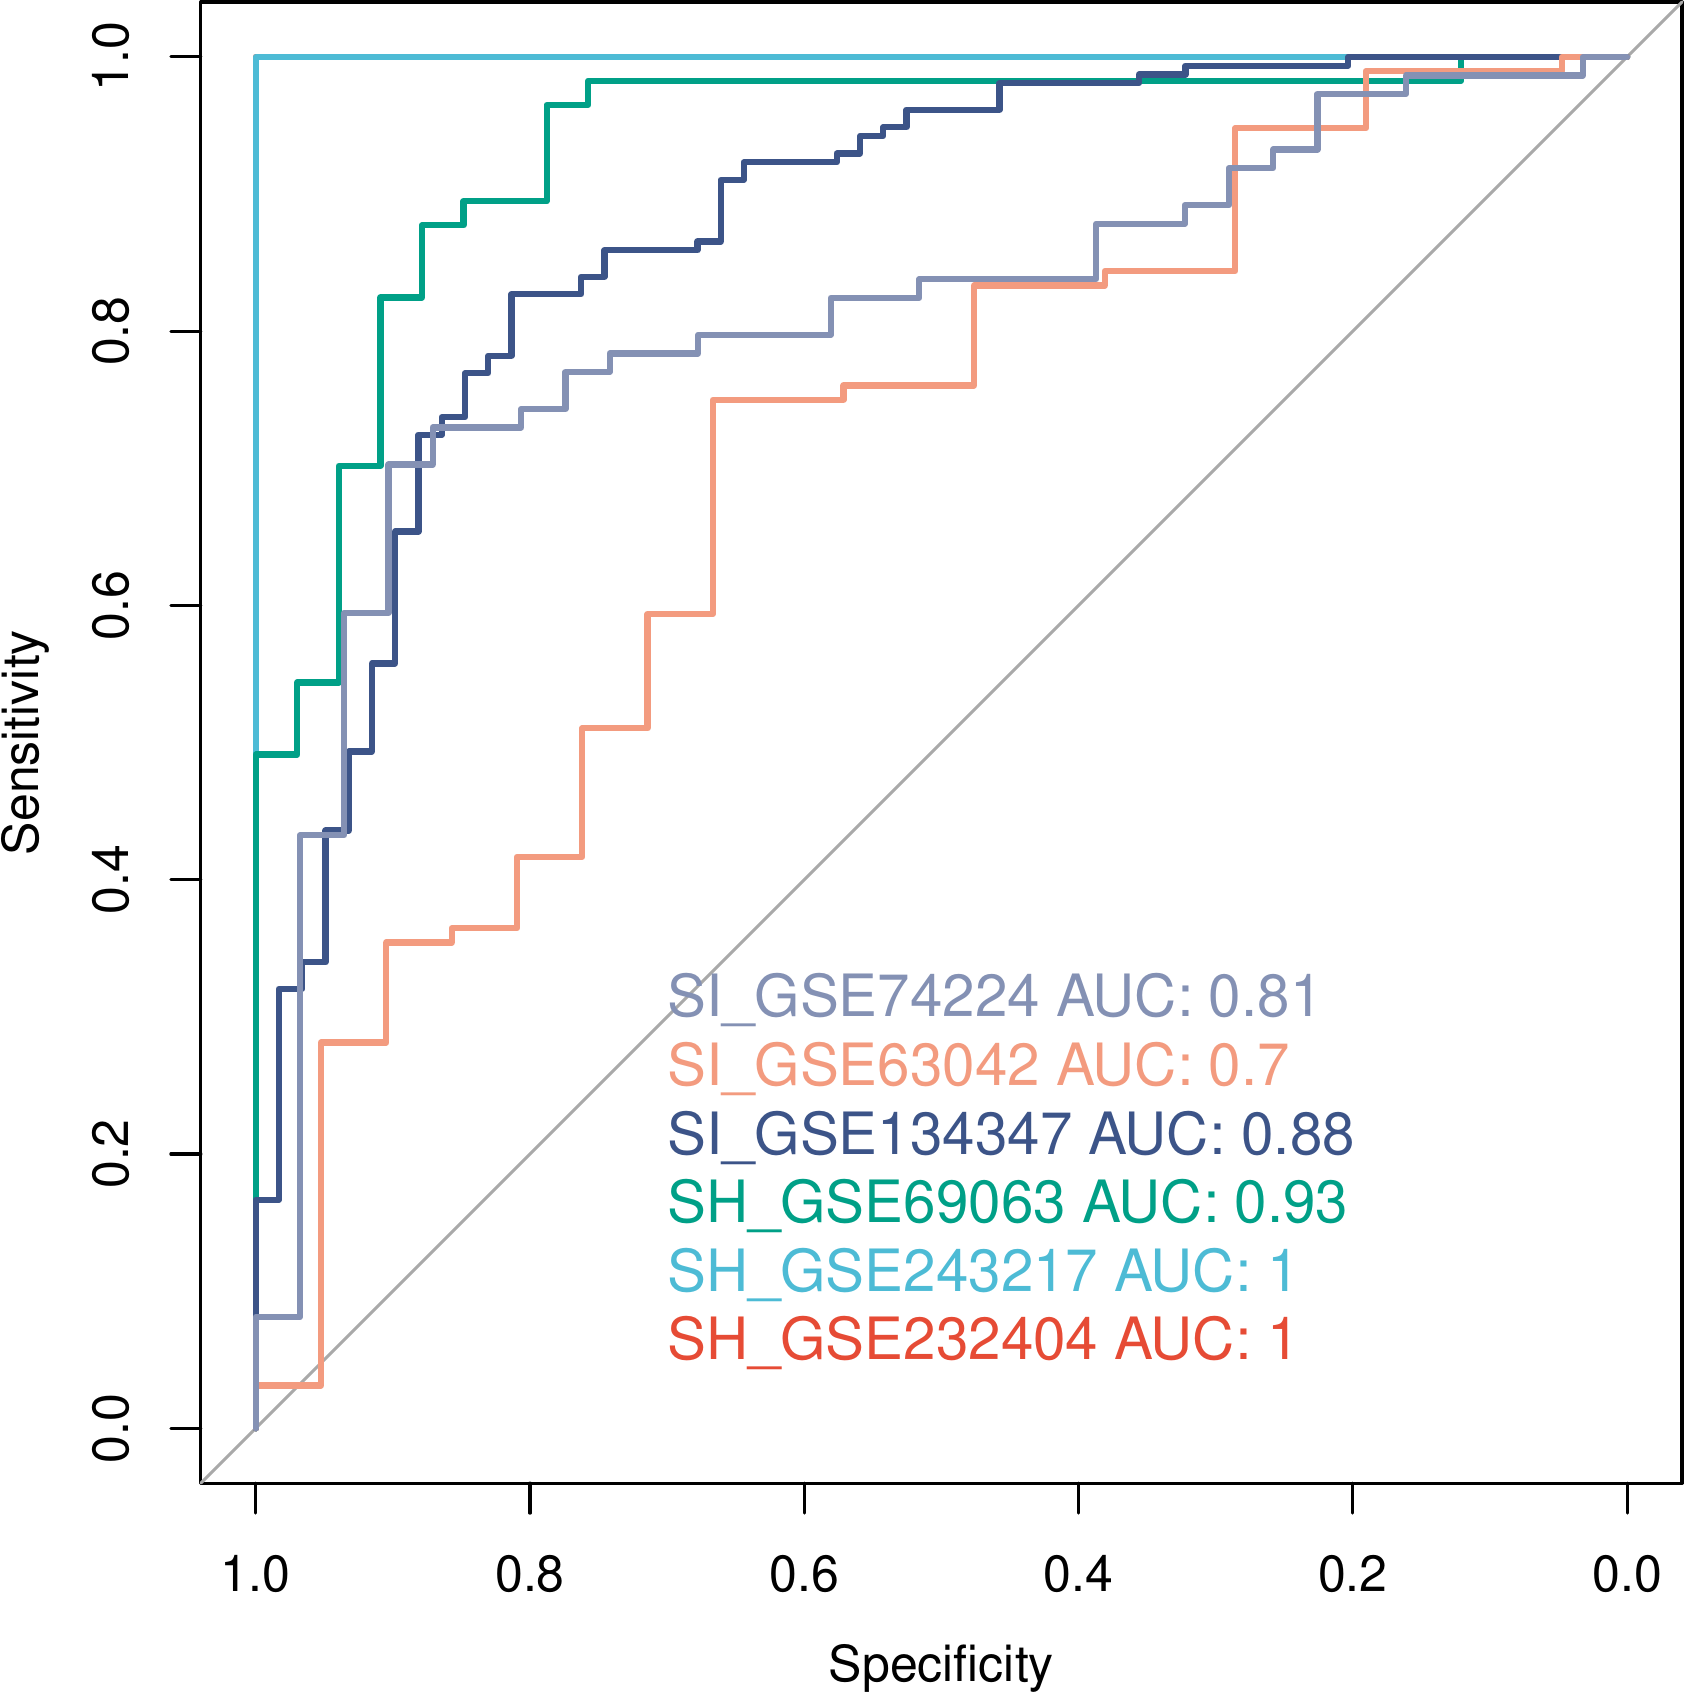 1.0
0.8
0.6
0.4
0.2
0.0
Sensitivity
SI_GSE74224 AUC: 0.81
SI_GSE63042 AUC: 0.7
SI_GSE134347 AUC: 0.88
SH_GSE69063 AUC: 0.93
SH_GSE243217 AUC: 1
SH_GSE232404 AUC: 1
1.0 0.8 0.6 0.4 0.2 0.0
Specificity